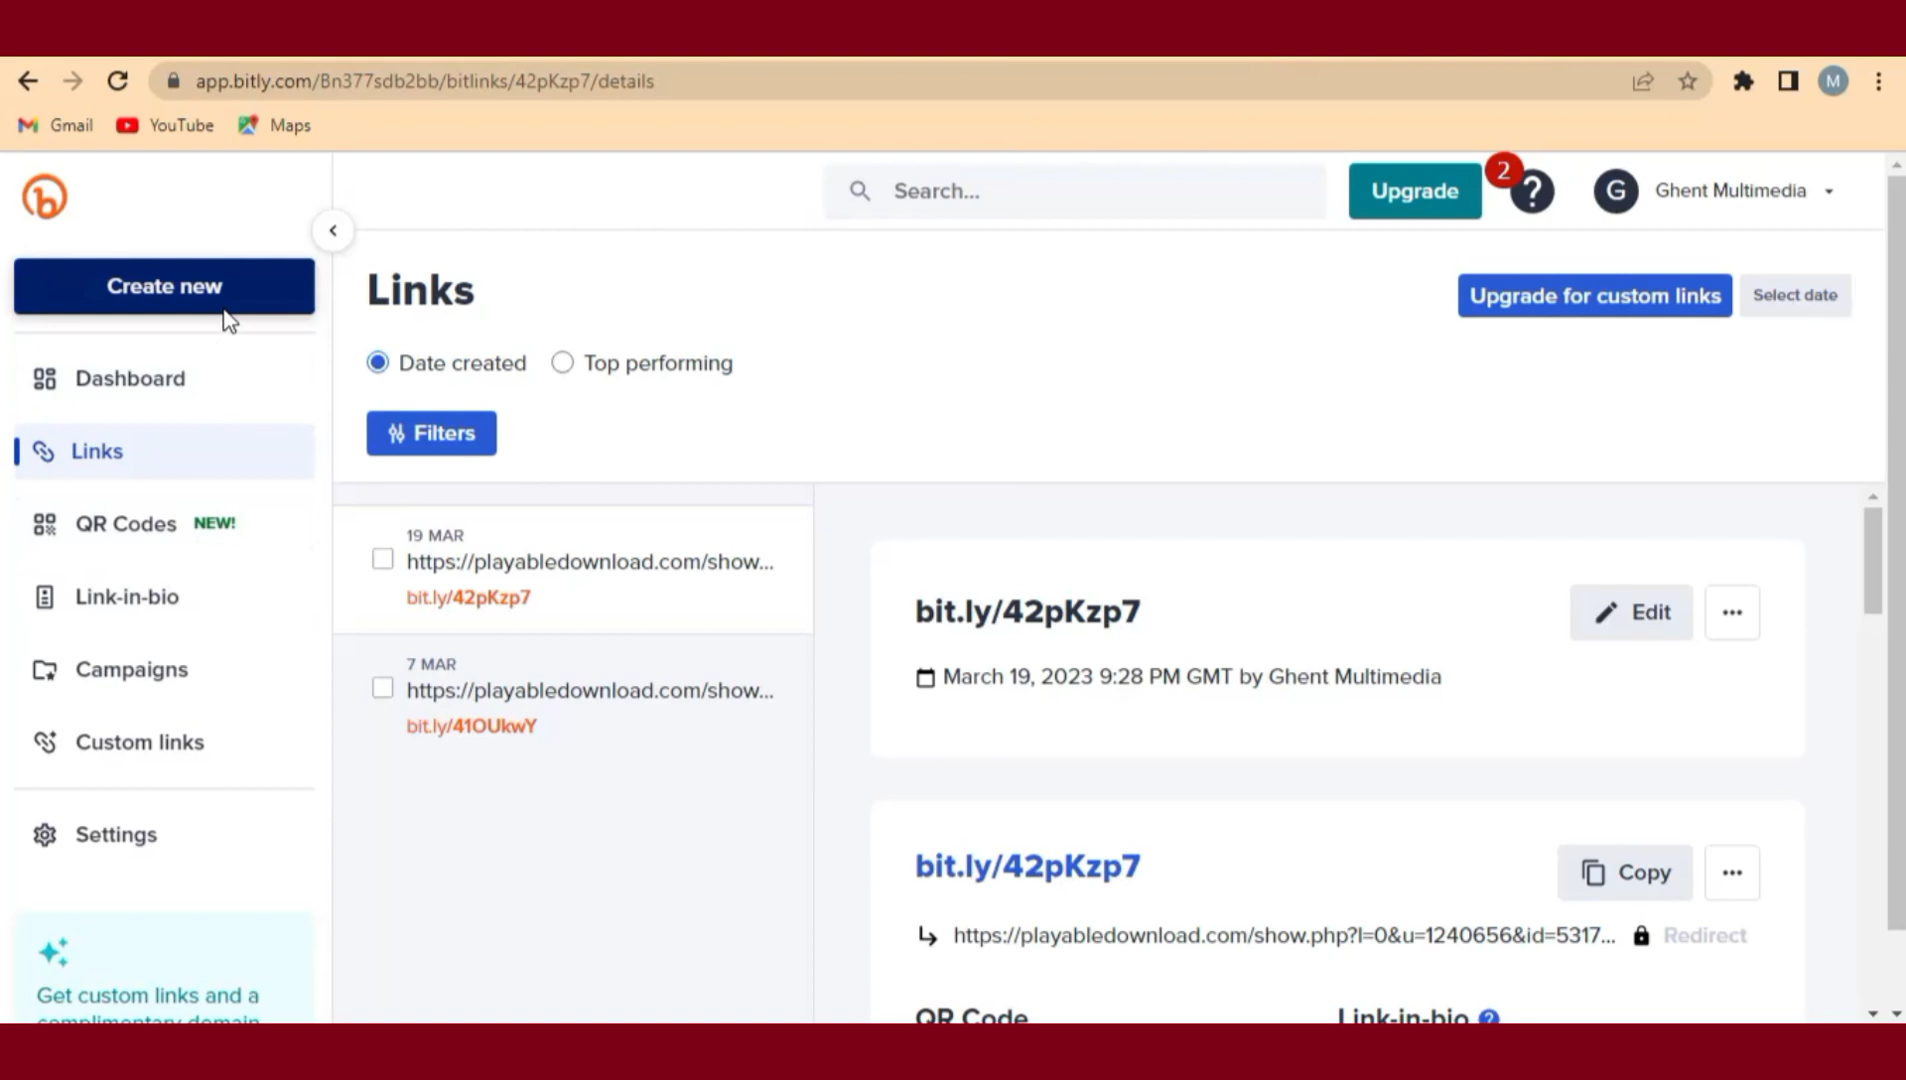 app.bitly.com/Bn377sdb2bb/bitlinks/42pKzp7/details
M
Gmail YouTube Maps
b
Search...
Upgrade
2
?
G
Ghent Multimedia
Create new
Links
Upgrade for custom links
Select date
Date created
Top performing
Filters
Dashboard
Links
QR Codes NEW!
Link-in-bio
Campaigns
Custom links
Settings
Get custom links and a
complimentary domain
19 MAR
https://playabledownload.com/show...
bit.ly/42pKzp7
7 MAR
https://playabledownload.com/show...
bit.ly/41OUkwY
bit.ly/42pKzp7
Edit
...
March 19, 2023 9:28 PM GMT by Ghent Multimedia
bit.ly/42pKzp7
Copy
...
https://playabledownload.com/show.php?l=0&u=1240656&id=5317...
Redirect
QR Code
Link-in-bio ?